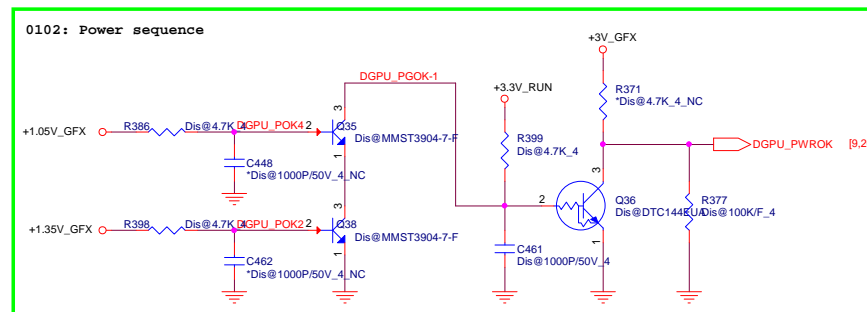 0102: Power sequence
+3V_GFX
DGPU_PGOK-1
+3.3V_RUN
R371
*Dis@4.7K_4_NC
3
R386
Dis@4.7K_4
DGPU_POK4
2
Q35
+1.05V_GFX
Dis@MMST3904-7-F
R399
Dis@4.7K_4
DGPU_PWROK
[9,2
1
C448
*Dis@1000P/50V_4_NC
3
2
Q36
Dis@DTC144EUA
R377
Dis@100K/F_4
3
R398
Dis@4.7K_4
DGPU_POK2
2
Q38
+1.35V_GFX
Dis@MMST3904-7-F
1
C461
Dis@1000P/50V_4
1
C462
*Dis@1000P/50V_4_NC